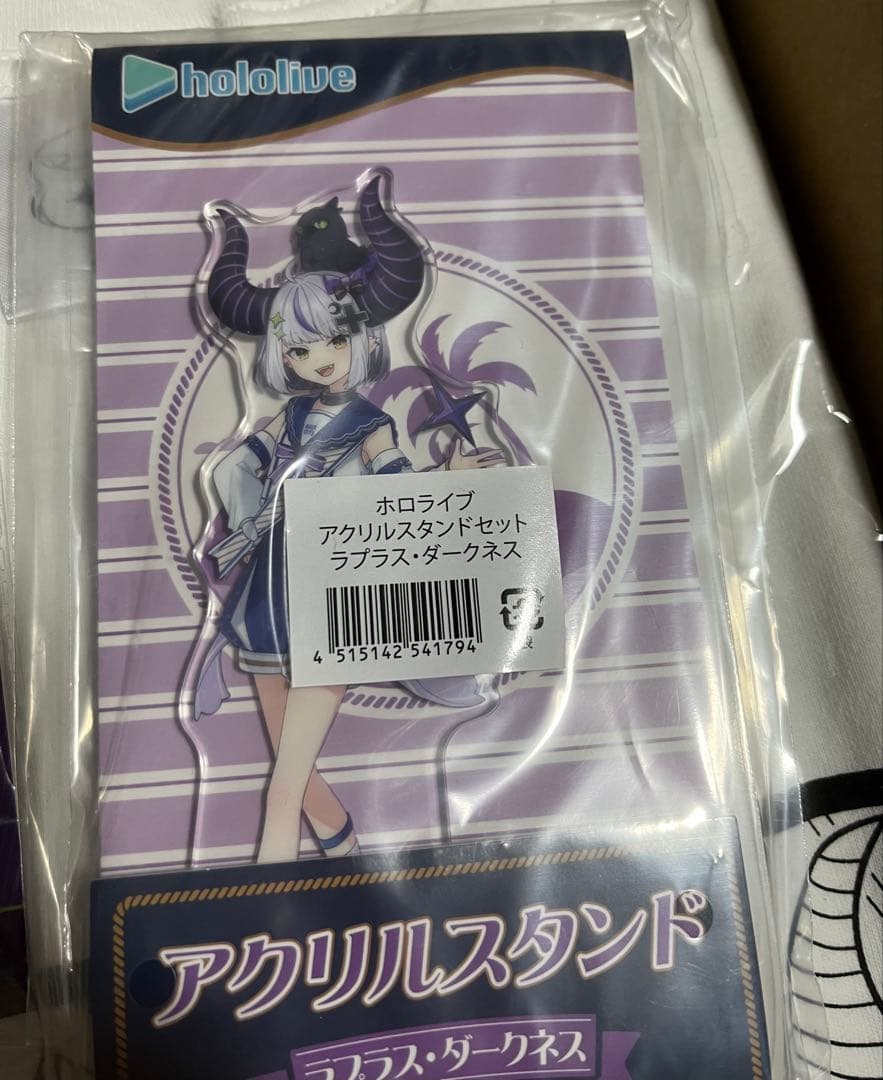 hololive
ホロライブ
アクリルスタンドセット
ラプラス・ダークネス
4 515142 541794
アクリルスタンド
ラプラス・ダークネス